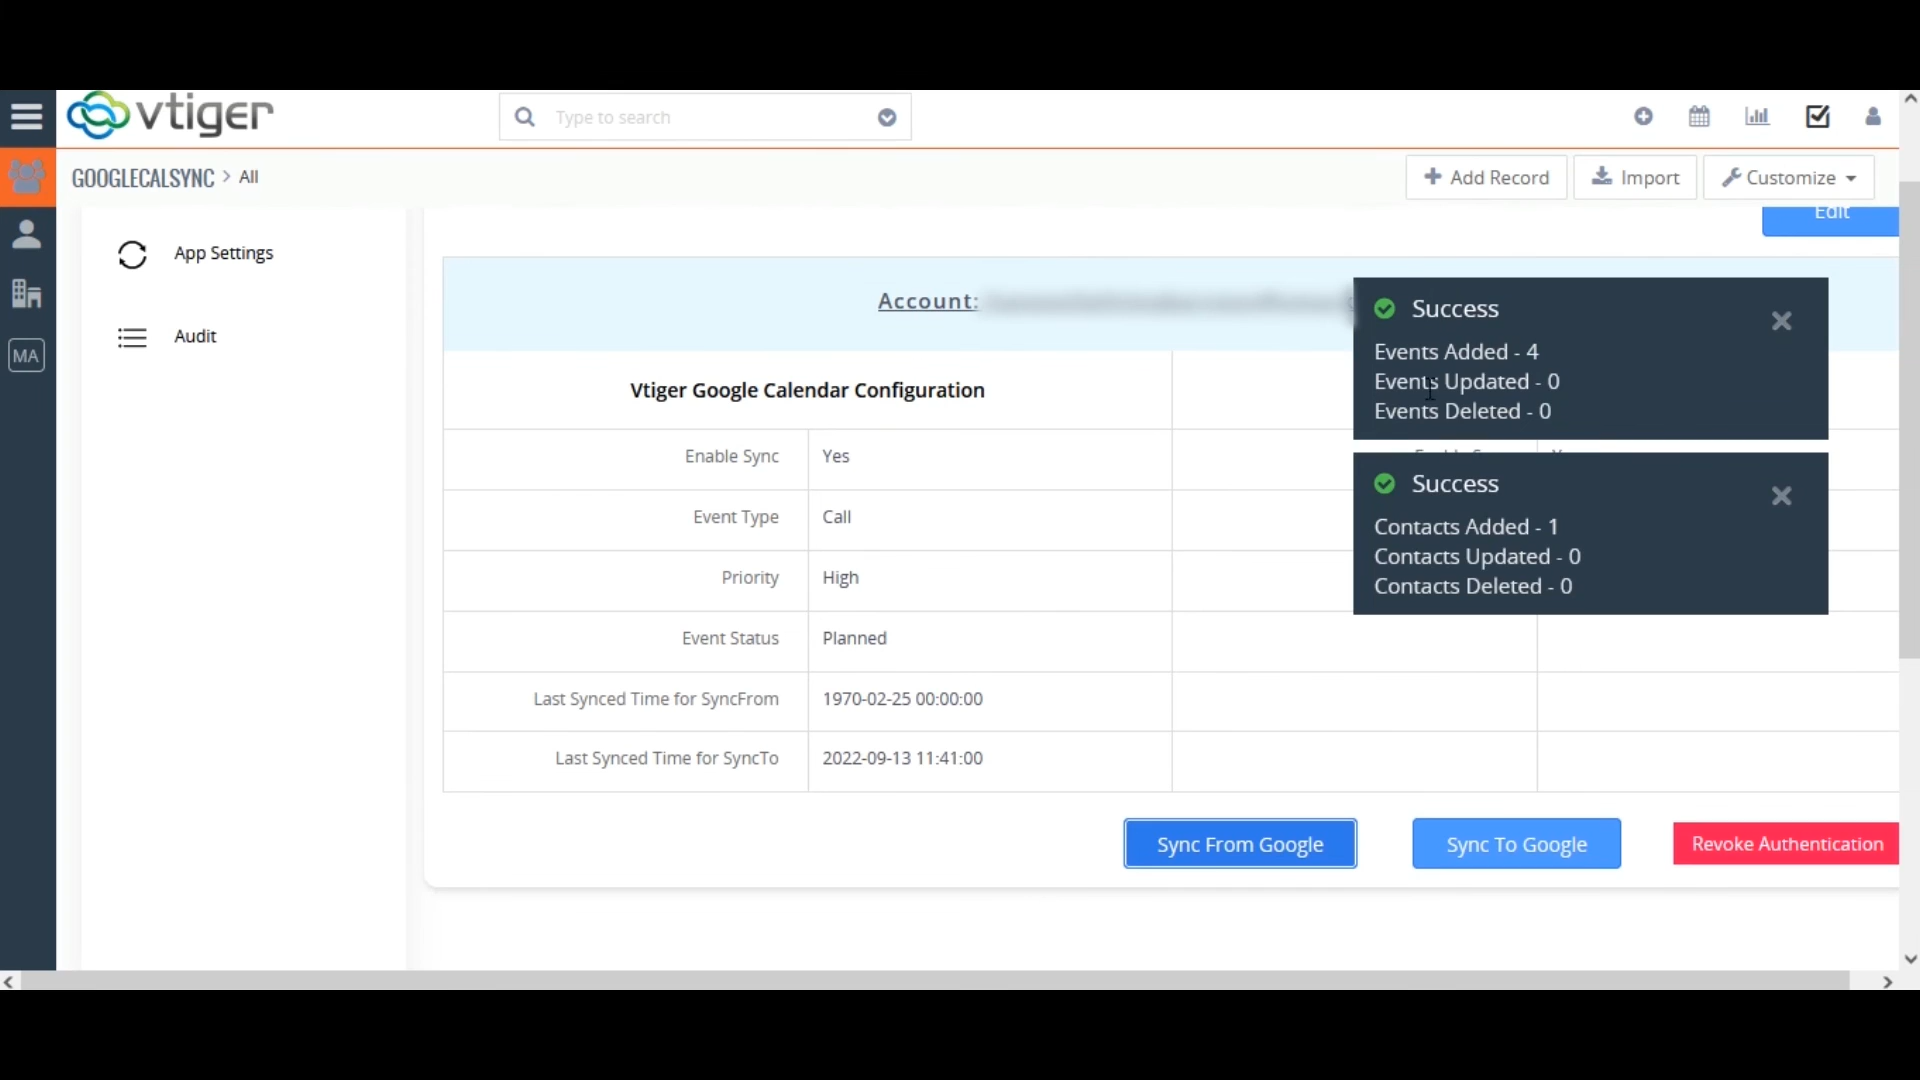 vtiger
Type to search
GOOGLECALSYNC > All
Add Record
Import
Customize
Edit
App Settings
Audit
MA
Account:
Vtiger Google Calendar Configuration
Enable Sync Yes
Event Type Call
Priority High
Event Status Planned
Last Synced Time for SyncFrom 1970-02-25 00:00:00
Last Synced Time for SyncTo 2022-09-13 11:41:00
Success
Events Added - 4
Events Updated - 0
Events Deleted - 0
Success
Contacts Added - 1
Contacts Updated - 0
Contacts Deleted - 0
Sync From Google
Sync To Google
Revoke Authentication